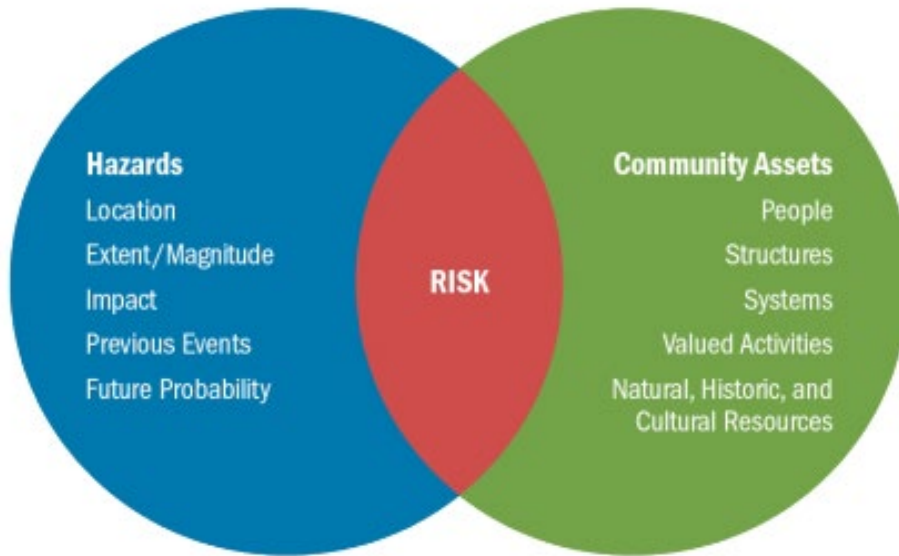 Hazards
Location
Extent/Magnitude
Impact
Previous Events
Future Probability
RISK
Community Assets
People
Structures
Systems
Valued Activities
Natural, Historic, and
Cultural Resources